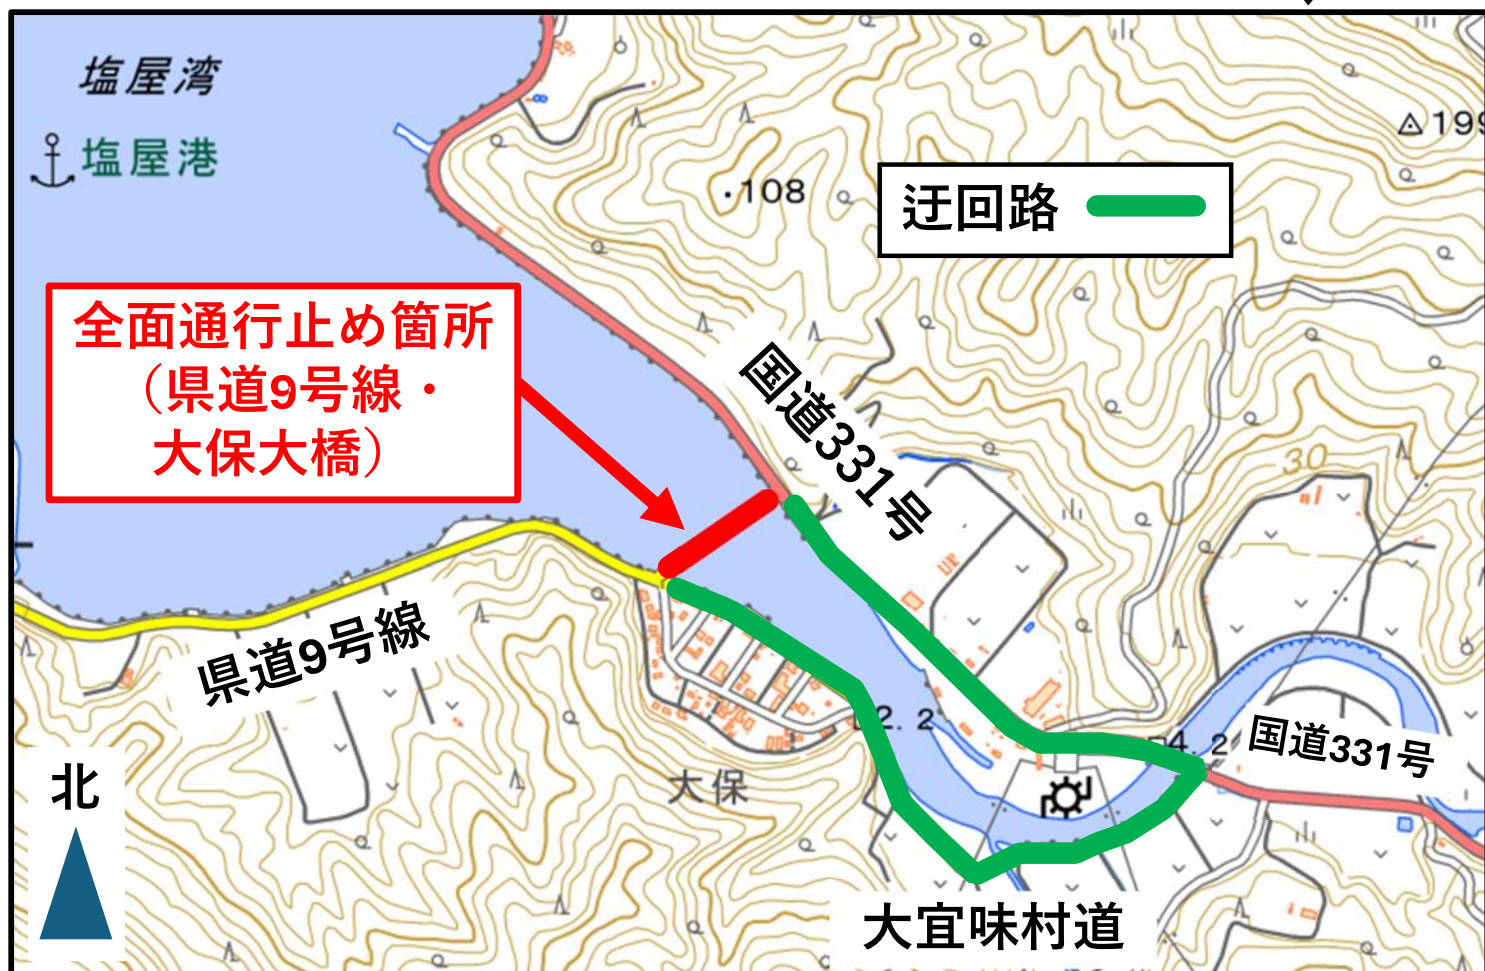 塩屋湾
塩屋港
199
108
迂回路
全面通行止め箇所
（県道9号線・
大保大橋）
国道331号
30
県道9号線
2.2
4.2
国道331号
大保
北
大宜味村道